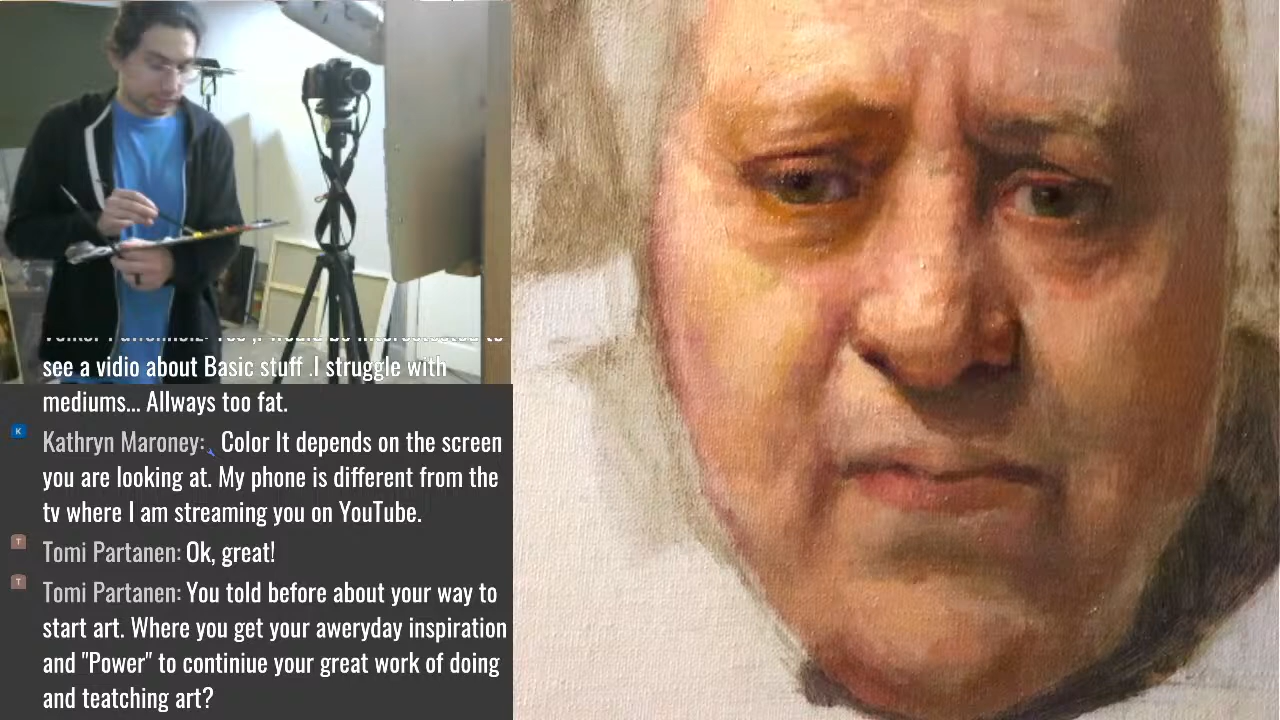 see a vidio about Basic stuff .I struggle with
mediums... Allways too fat.
K
Kathryn Maroney: Color It depends on the screen
you are looking at. My phone is different from the
tv where I am streaming you on YouTube.
T
Tomi Partanen: Ok, great!
T
Tomi Partanen: You told before about your way to
start art. Where you get your aweryday inspiration
and "Power" to continiue your great work of doing
and teatching art?